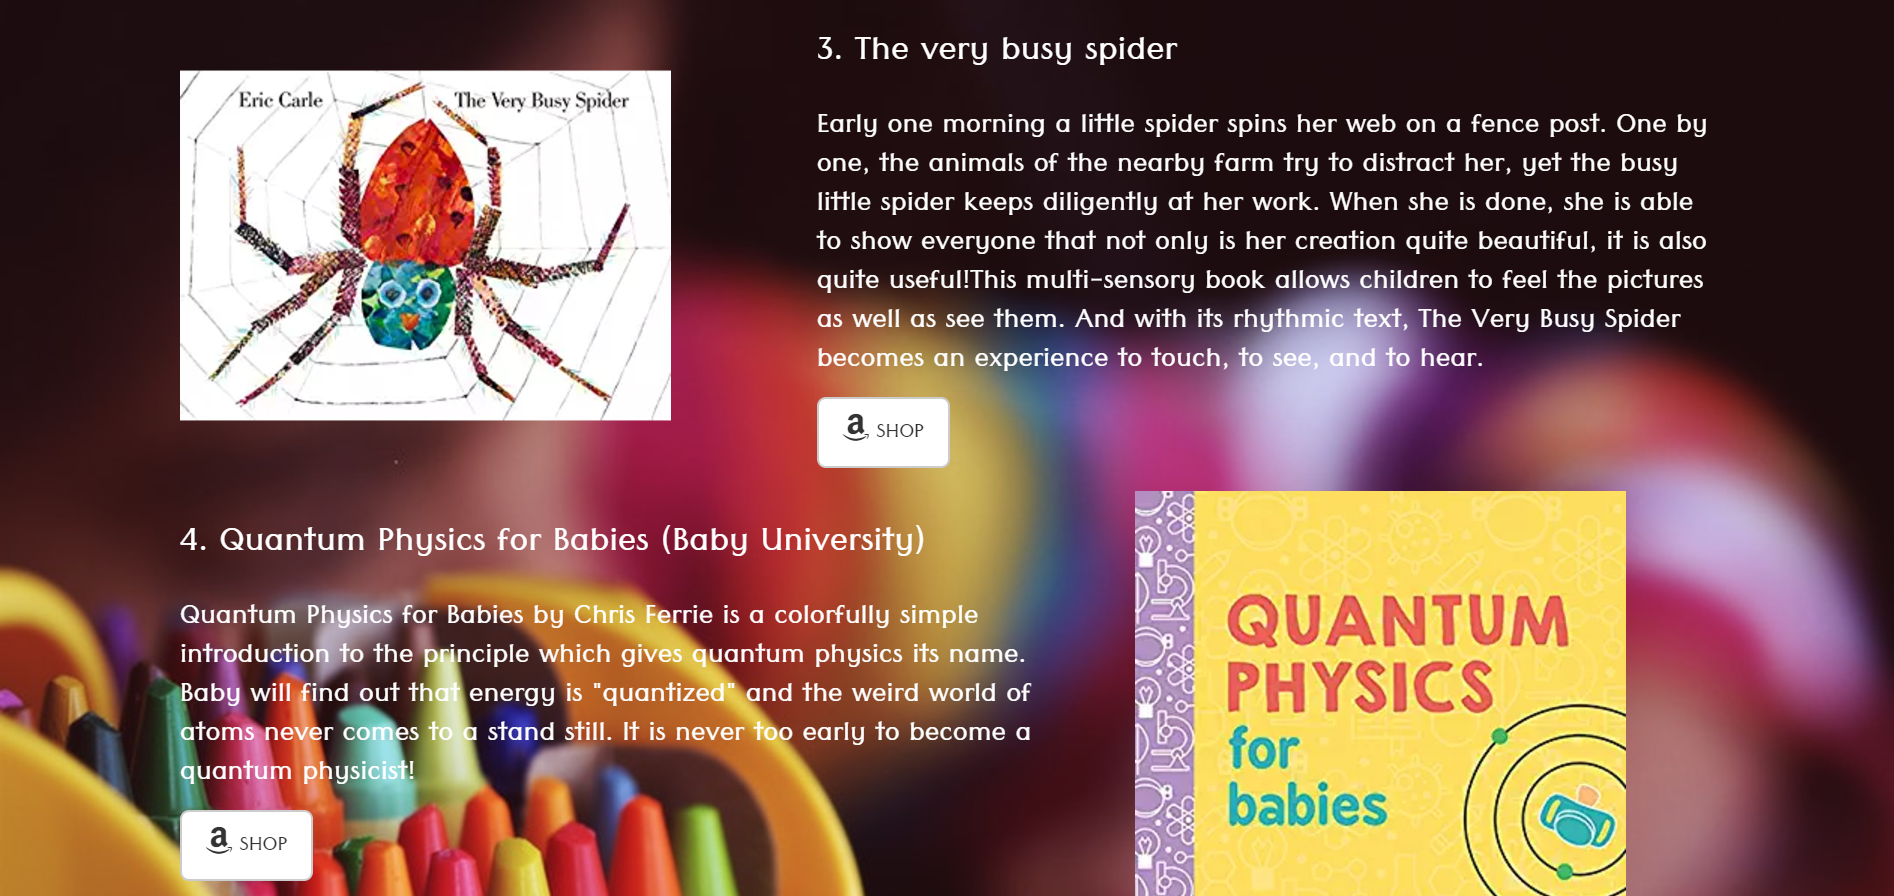 3. The very busy spider
Eric Carle
The Very Busy Spider
Early one morning a little spider spins her web on a fence post. One by
one, the animals of the nearby farm try to distract her, yet the busy
little spider keeps diligently at her work. When she is done, she is able
to show everyone that not only is her creation quite beautiful, it is also
quite useful!This multi-sensory book allows children to feel the pictures
as well as see them. And with its rhythmic text, The Very Busy Spider
becomes an experience to touch, to see, and to hear.
a SHOP
4. Quantum Physics for Babies (Baby University)
Quantum Physics for Babies by Chris Ferrie is a colorfully simple
introduction to the principle which gives quantum physics its name.
Baby will find out that energy is "quantized" and the weird world of
atoms never comes to a stand still. It is never too early to become a
quantum physicist!
a SHOP
QUANTUM
PHYSICS
for
babies